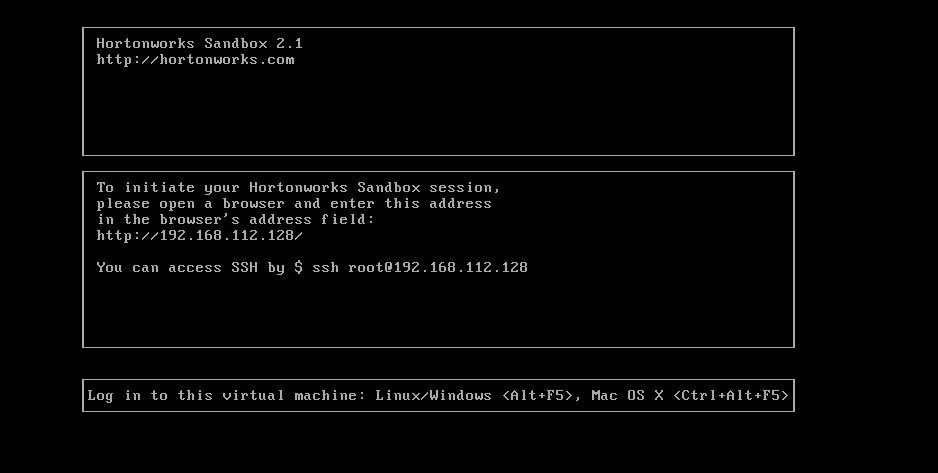 Hortonworks Sandbox 2.1
http://hortonworks.com
To initiate your Hortonworks Sandbox session,
please open a browser and enter this address
in the browser's address field:
http://192.168.112.128/
You can access SSH by $ ssh root@192.168.112.128
Log in to this virtual machine: Linux/Windows <Alt+F5>, Mac OS X <Ctrl+Alt+F5>